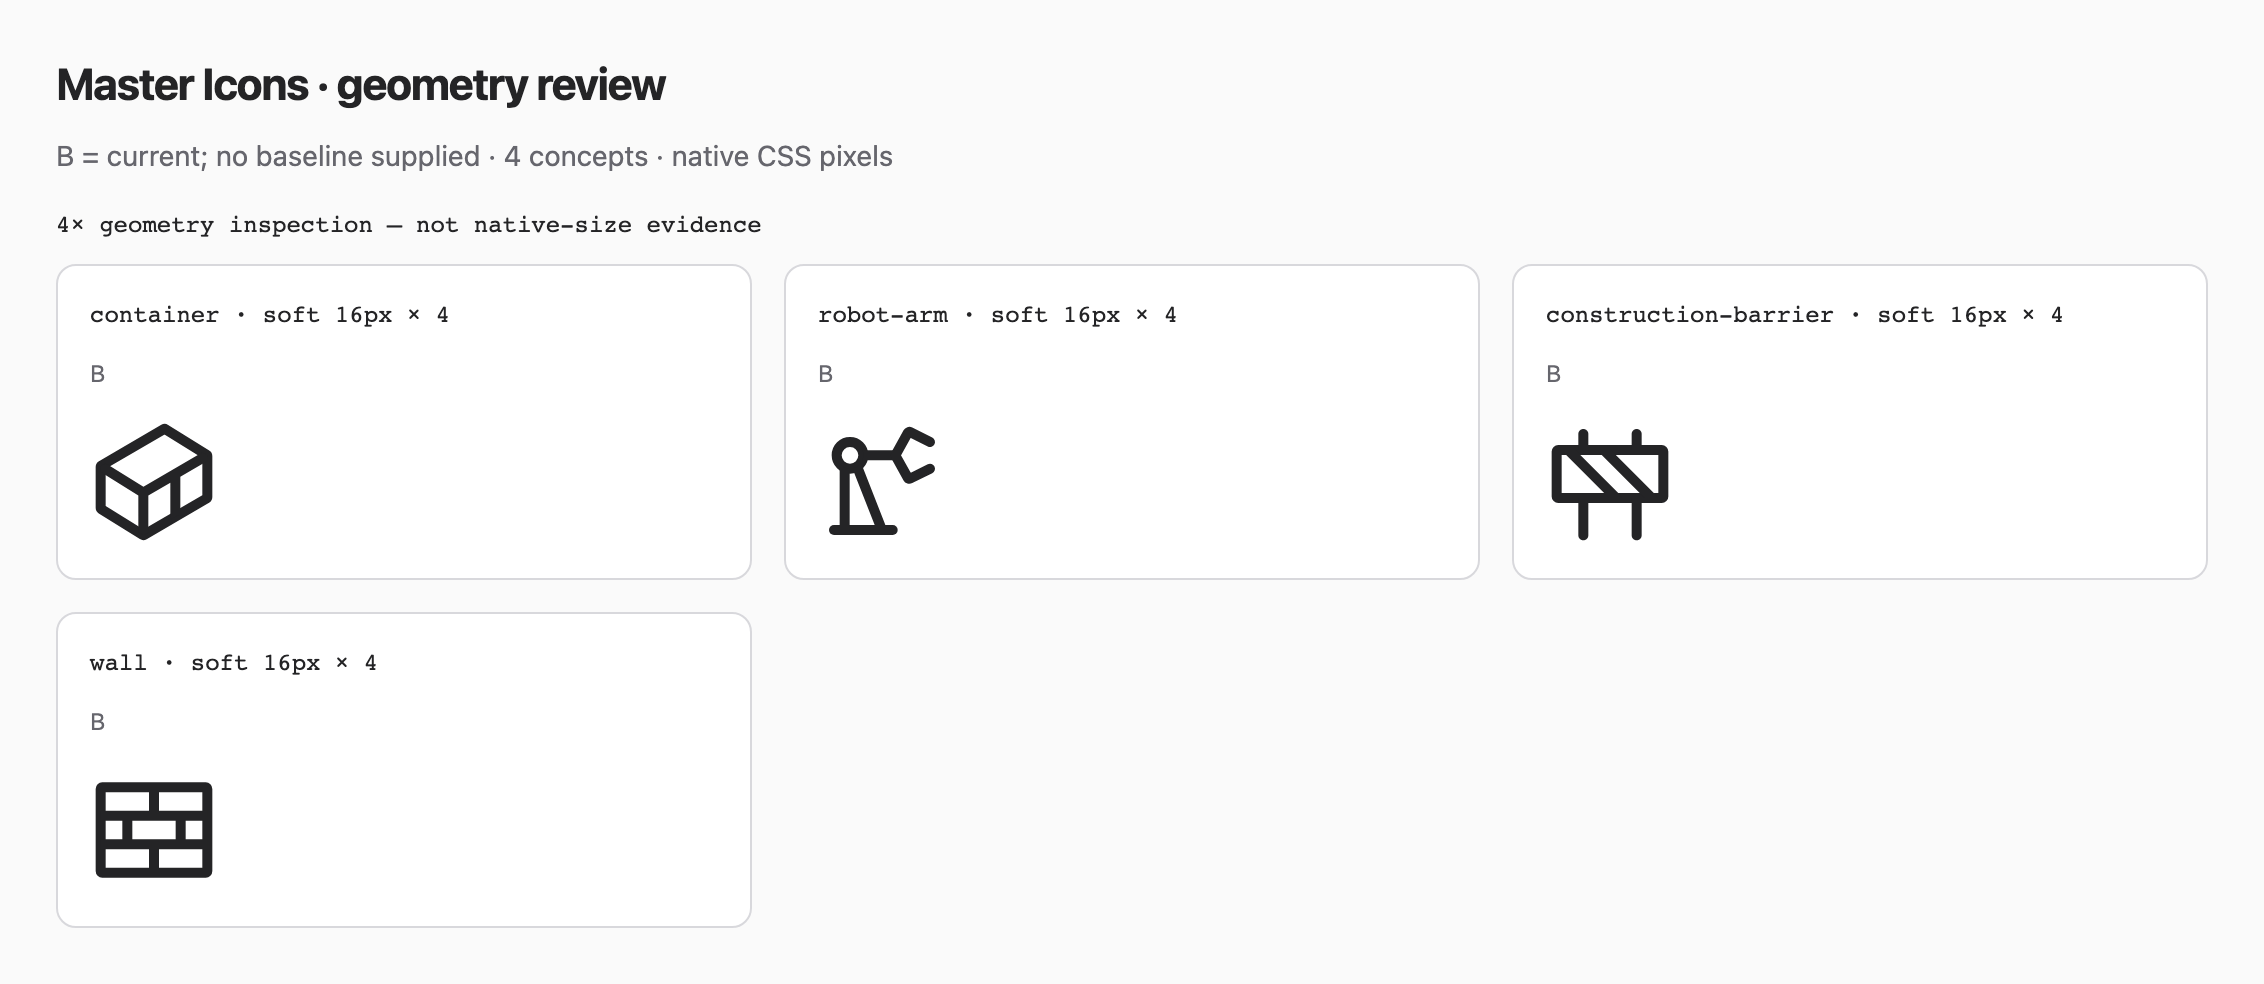 Master Icons · geometry review
B = current; no baseline supplied · 4 concepts · native CSS pixels
4× geometry inspection — not native-size evidence
container · soft 16px × 4
B
robot-arm · soft 16px × 4
B
construction-barrier · soft 16px × 4
B
wall · soft 16px × 4
B